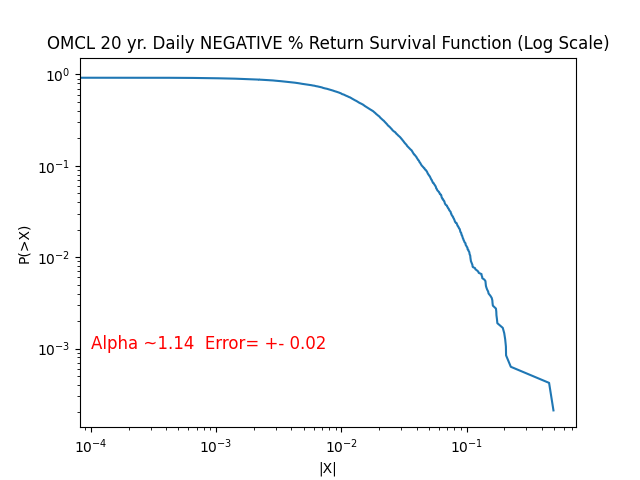 OMCL 20 yr. Daily NEGATIVE % Return Survival Function (Log Scale)
10⁰
10⁻¹
10⁻²
10⁻³
P(>X)
Alpha ~1.14  Error= +- 0.02
10⁻⁴ 10⁻³ 10⁻² 10⁻¹
|X|